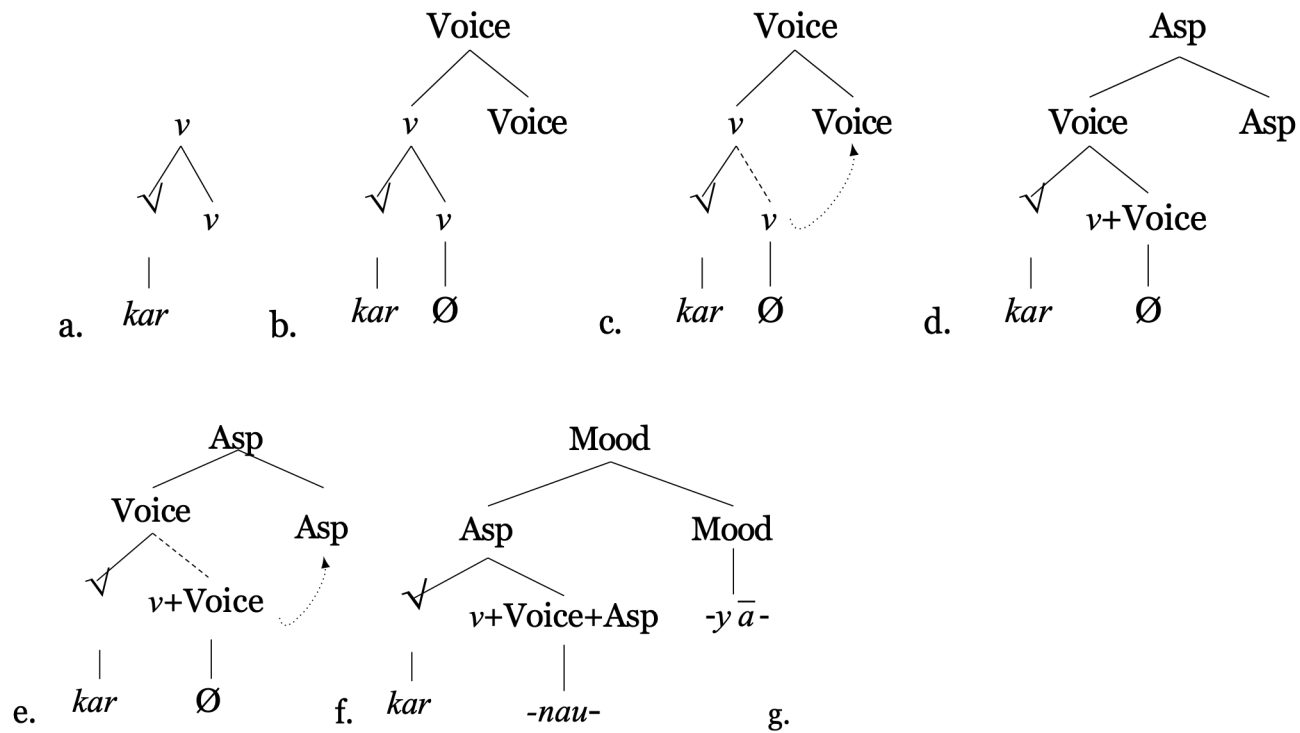 Voice Voice Asp
v v Voice v Voice Voice Asp
√ v √ v √ v √ v+Voice
a. kar b. kar Ø c. kar Ø d. kar Ø
Asp Mood
Voice Asp Asp Mood
√ v+Voice √ v+Voice+Asp -yā-
e. kar Ø f. kar -nau- g.